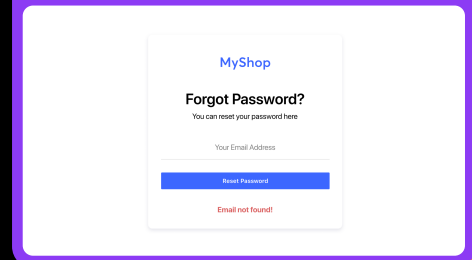 MyShop
Forgot Password?
You can reset your password here
Your Email Address
Reset Password
Email not found!